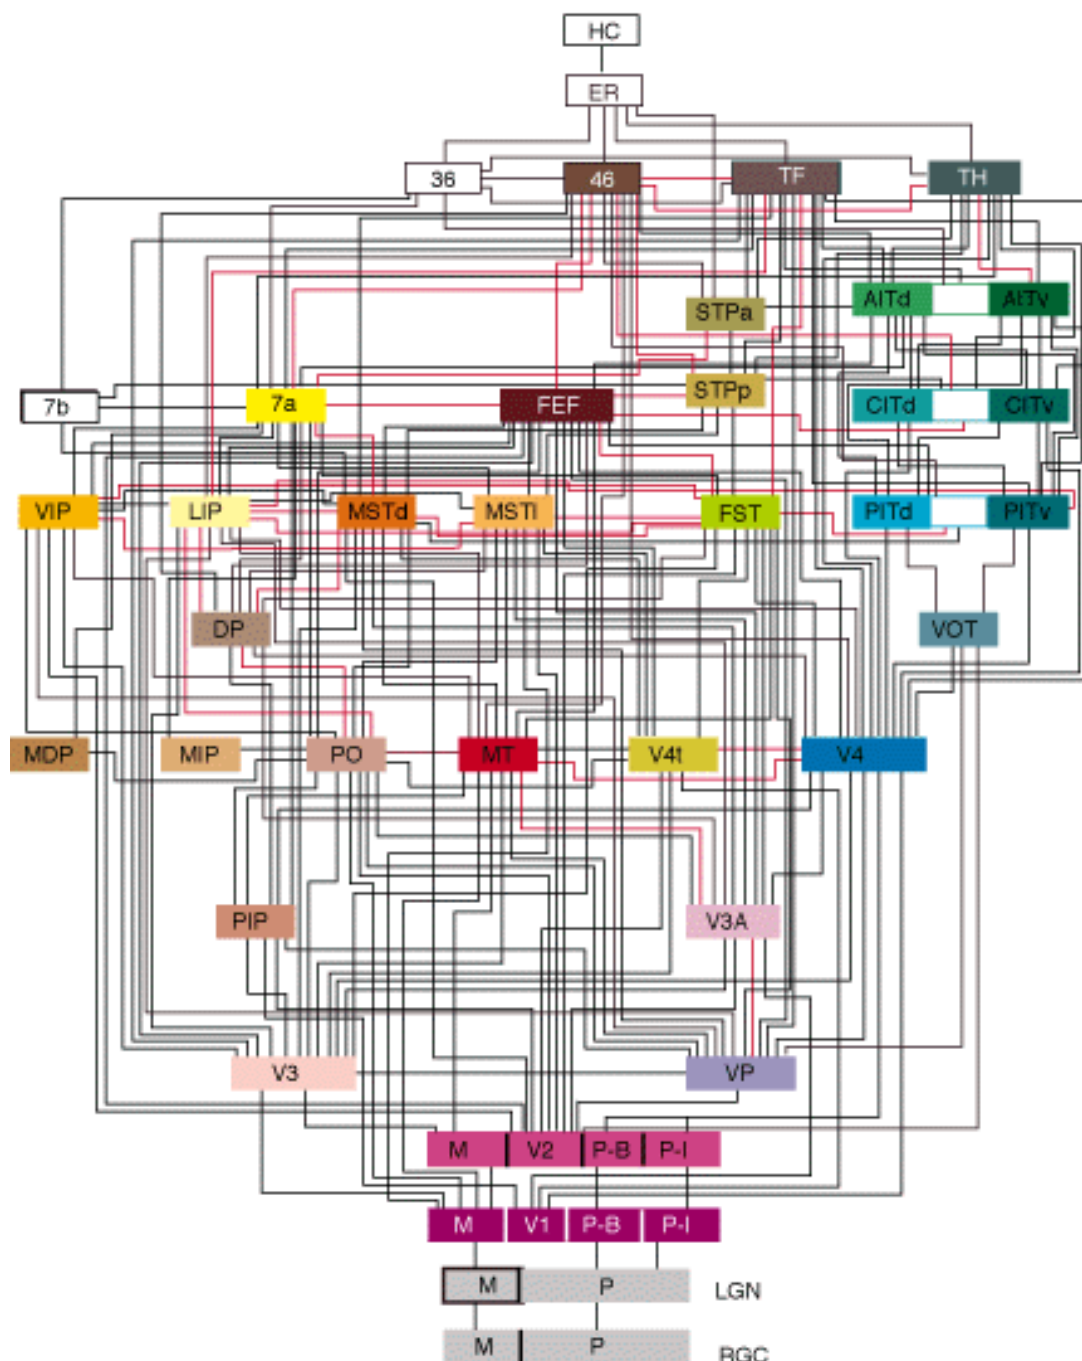 HC
ER
36 46 TF TH
STPa AITd AITv
7b 7a FEF STPp CITd CITv
VIP LIP MSTd MSTl FST PITd PITv
DP VOT
MDP MIP PO MT V4t V4
PIP V3A
V3 VP
M V2 P-B P-I
M V1 P-B P-I
M P LGN
M P RGC